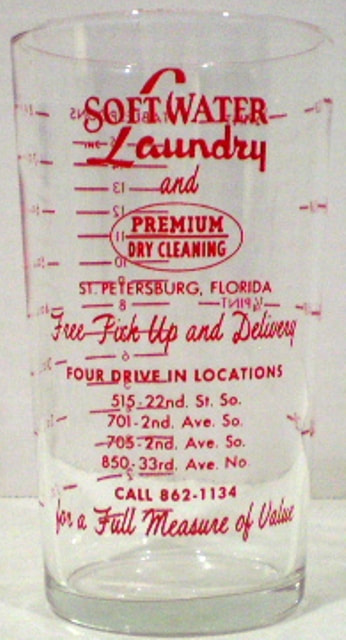 SOFT WATER
Laundry
and
PREMIUM
DRY CLEANING
ST. PETERSBURG, FLORIDA
Free Pick Up and Delivery
FOUR DRIVE IN LOCATIONS
515-22nd. St. So.
701-2nd. Ave. So.
705-2nd. Ave. So.
850-33rd. Ave. No.
CALL 862-1134
for a Full Measure of Value